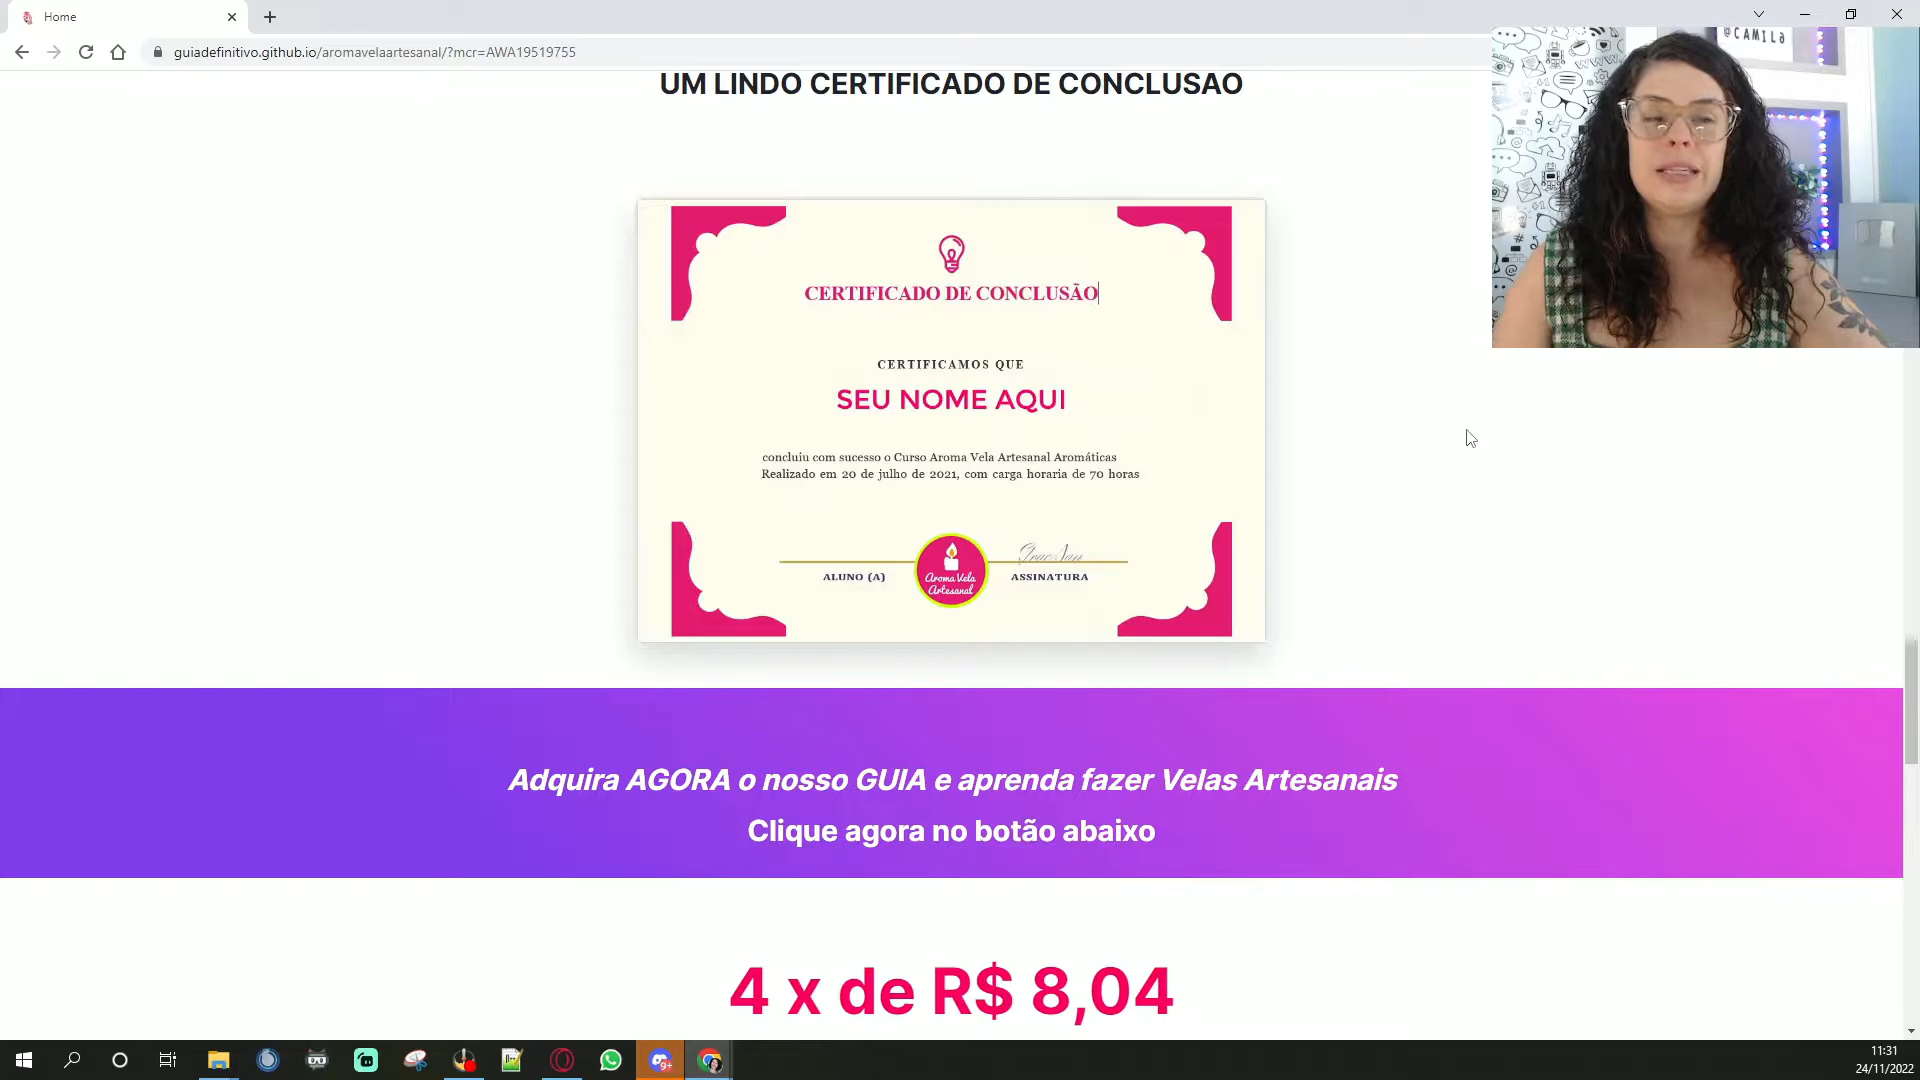 Home
guiadefinitivo.github.io/aromavelaartesanal/?mcr=AWA19519755
@CAMILA
UM LINDO CERTIFICADO DE CONCLUSAO
CERTIFICADO DE CONCLUSÃO
CERTIFICAMOS QUE
SEU NOME AQUI
concluiu com sucesso o Curso Aroma Vela Artesanal Aromáticas
Realizado em 20 de julho de 2021, com carga horaria de 70 horas
ALUNO (A)
Aroma Vela
Artesanal
ASSINATURA
Adquira AGORA o nosso GUIA e aprenda fazer Velas Artesanais
Clique agora no botão abaixo
4 x de R$ 8,04
9+
11:31
24/11/2022